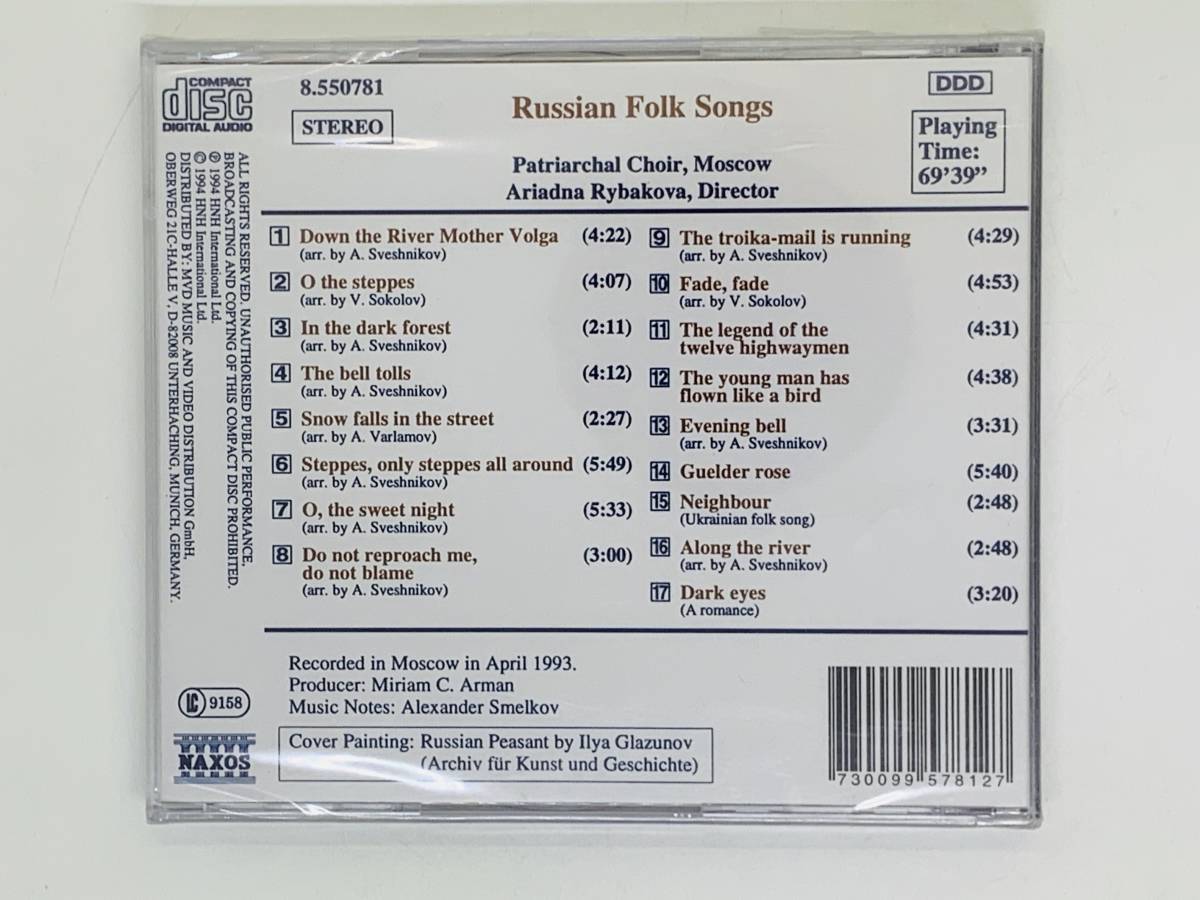 COMPACT
disc
DIGITAL AUDIO
8.550781
STEREO
Russian Folk Songs
DDD
Playing
Time:
69'39"
Patriarchal Choir, Moscow
Ariadna Rybakova, Director
1 Down the River Mother Volga (4:22)
(arr. by A. Sveshnikov)
2 O the steppes (4:07)
(arr. by V. Sokolov)
3 In the dark forest (2:11)
(arr. by A. Sveshnikov)
4 The bell tolls (4:12)
(arr. by A. Sveshnikov)
5 Snow falls in the street (2:27)
(arr. by A. Varlamov)
6 Steppes, only steppes all around (5:49)
(arr. by A. Sveshnikov)
7 O, the sweet night (5:33)
(arr. by A. Sveshnikov)
8 Do not reproach me, (3:00)
do not blame
(arr. by A. Sveshnikov)
9 The troika-mail is running (4:29)
(arr. by A. Sveshnikov)
10 Fade, fade (4:53)
(arr. by V. Sokolov)
11 The legend of the (4:31)
twelve highwaymen
12 The young man has (4:38)
flown like a bird
13 Evening bell (3:31)
(arr. by A. Sveshnikov)
14 Guelder rose (5:40)
15 Neighbour (2:48)
(Ukrainian folk song)
16 Along the river (2:48)
(arr. by A. Sveshnikov)
17 Dark eyes (3:20)
(A romance)
ALL RIGHTS RESERVED. UNAUTHORISED PUBLIC PERFORMANCE,
BROADCASTING AND COPYING OF THIS COMPACT DISC PROHIBITED.
℗ 1994 HNH International Ltd.
© 1994 HNH International Ltd.
DISTRIBUTED BY: MVD MUSIC AND VIDEO DISTRIBUTION GmbH,
OBERWEG 21C-HALLE V, D-82008 UNTERHACHING, MUNICH, GERMANY.
LC 9158
NAXOS
Recorded in Moscow in April 1993.
Producer: Miriam C. Arman
Music Notes: Alexander Smelkov
Cover Painting: Russian Peasant by Ilya Glazunov
(Archiv für Kunst und Geschichte)
730099 578127